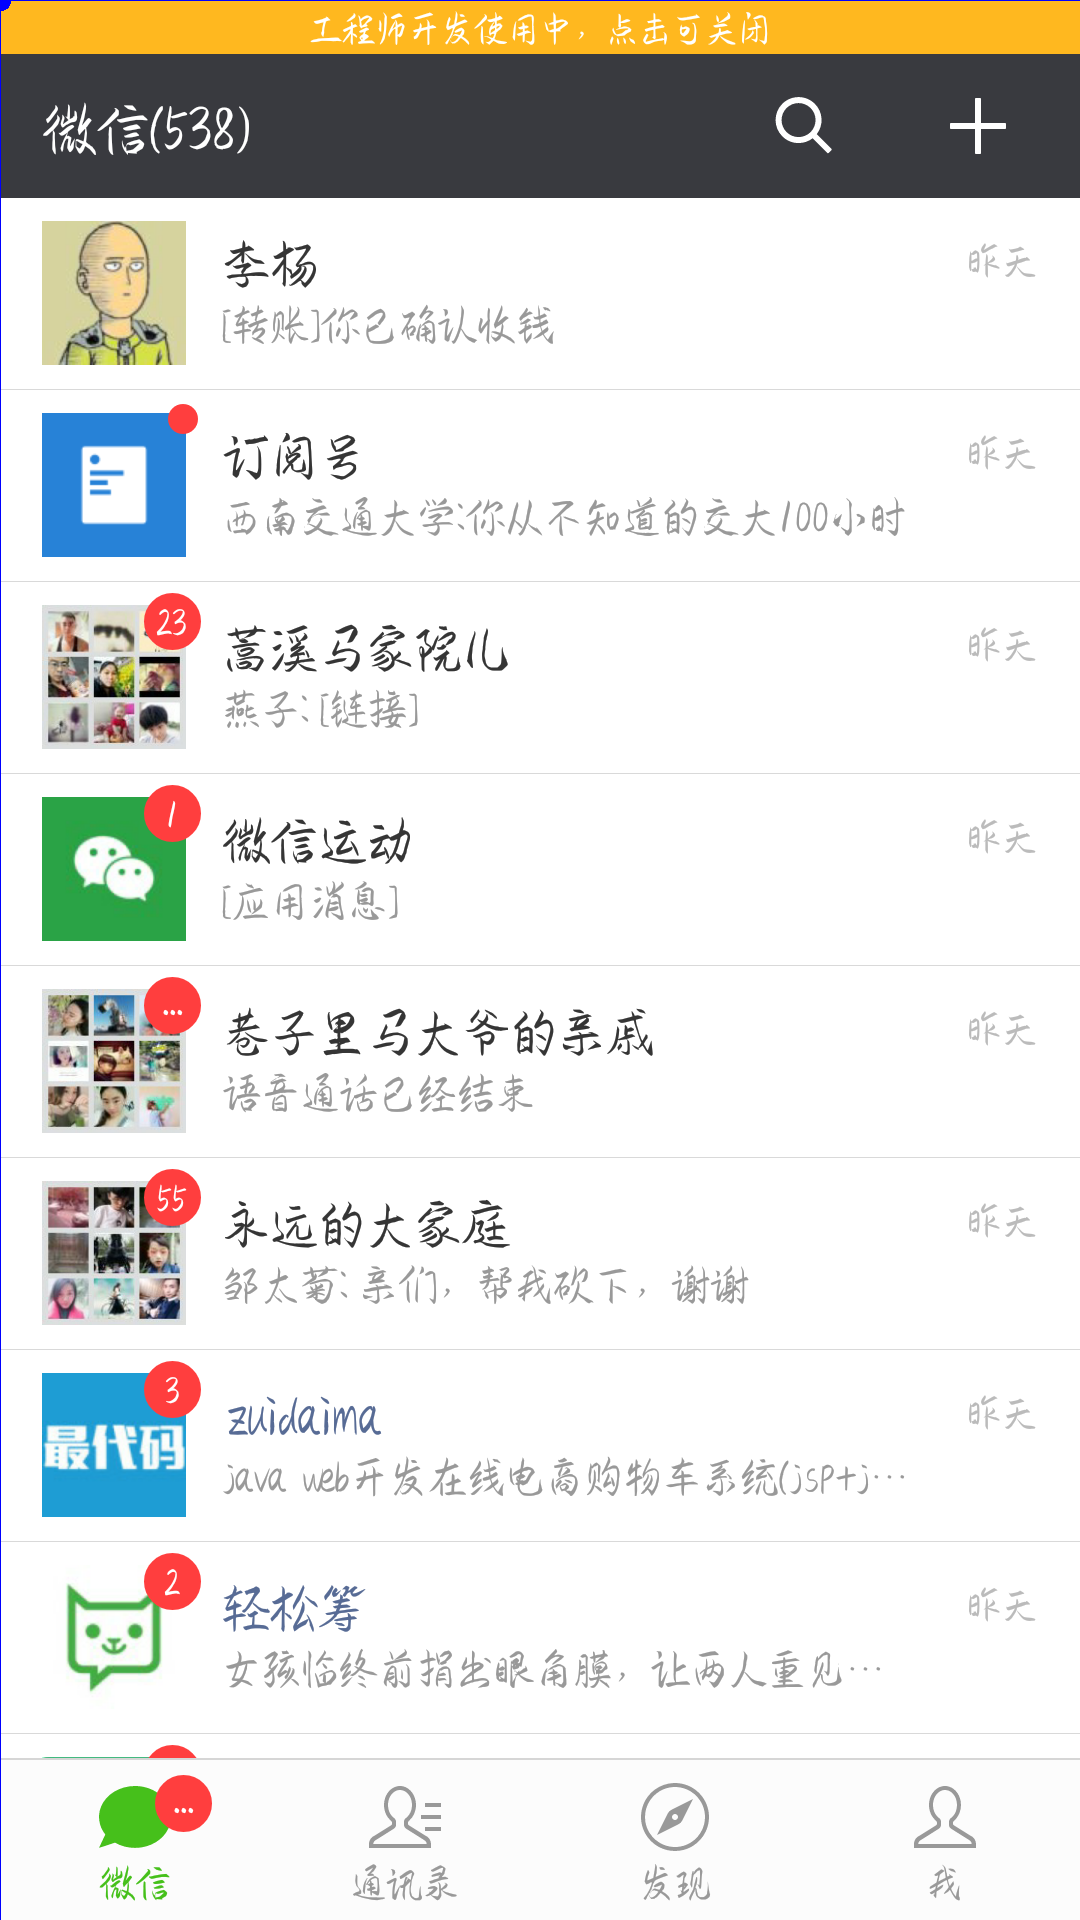 工程师开发使用中，点击可关闭
微信(538)
李杨
昨天
[转账]你已确认收钱
订阅号
昨天
西南交通大学:你从不知道的交大100小时
23
蒿溪马家院儿
昨天
燕子: [链接]
1
微信运动
昨天
[应用消息]
...
巷子里马大爷的亲戚
昨天
语音通话已经结束
55
永远的大家庭
昨天
邹太菊: 亲们，帮我砍下，谢谢
3
最代码
zuidaima
昨天
java web开发在线电商购物车系统(jsp+j…
2
轻松筹
昨天
女孩临终前捐出眼角膜，让两人重见…
...
微信
通讯录
发现
我